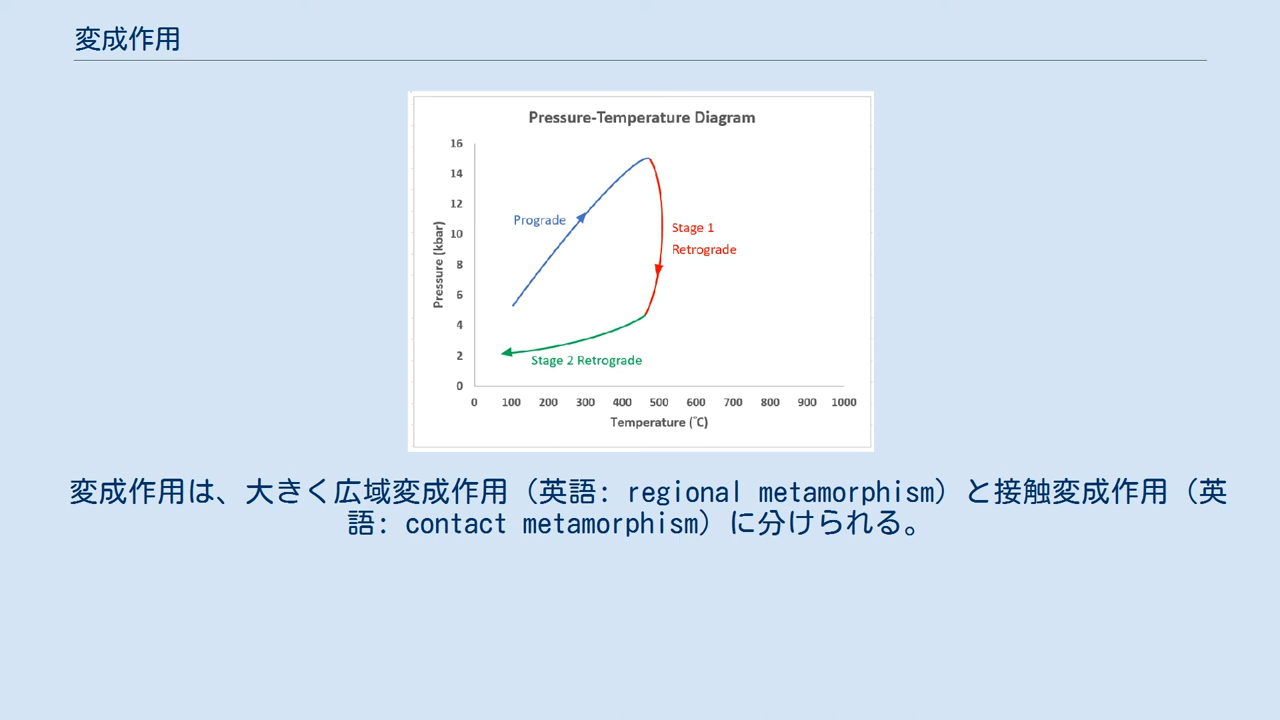 変成作用
Pressure-Temperature Diagram
16
14
12
10
8
6
4
2
0
Pressure (kbar)
Prograde
Stage 1
Retrograde
Stage 2 Retrograde
0 100 200 300 400 500 600 700 800 900 1000
Temperature (°C)
変成作用は、大きく広域変成作用（英語: regional metamorphism）と接触変成作用（英
語: contact metamorphism）に分けられる。